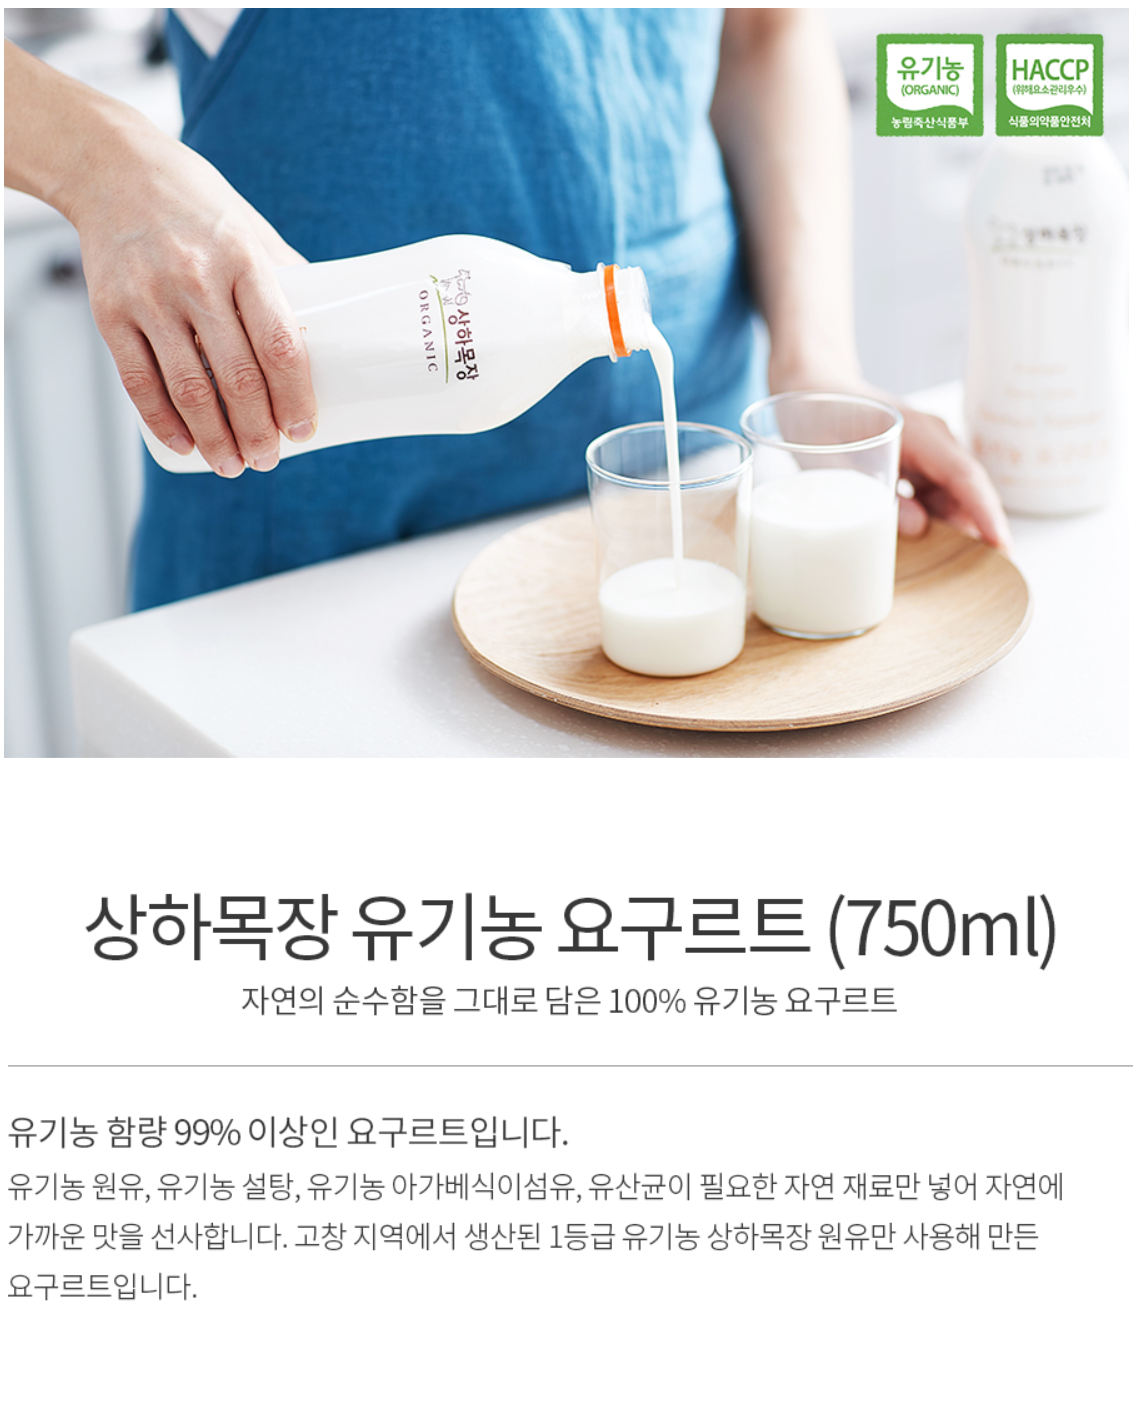 유기농
(ORGANIC)
농림축산식품부
HACCP
(위해요소관리우수)
식품의약품안전처
상하목장
ORGANIC
상하목장
상하목장 유기농 요구르트 (750ml)
자연의 순수함을 그대로 담은 100% 유기농 요구르트
유기농 함량 99% 이상인 요구르트입니다.
유기농 원유, 유기농 설탕, 유기농 아가베식이섬유, 유산균이 필요한 자연 재료만 넣어 자연에
가까운 맛을 선사합니다. 고창 지역에서 생산된 1등급 유기농 상하목장 원유만 사용해 만든
요구르트입니다.